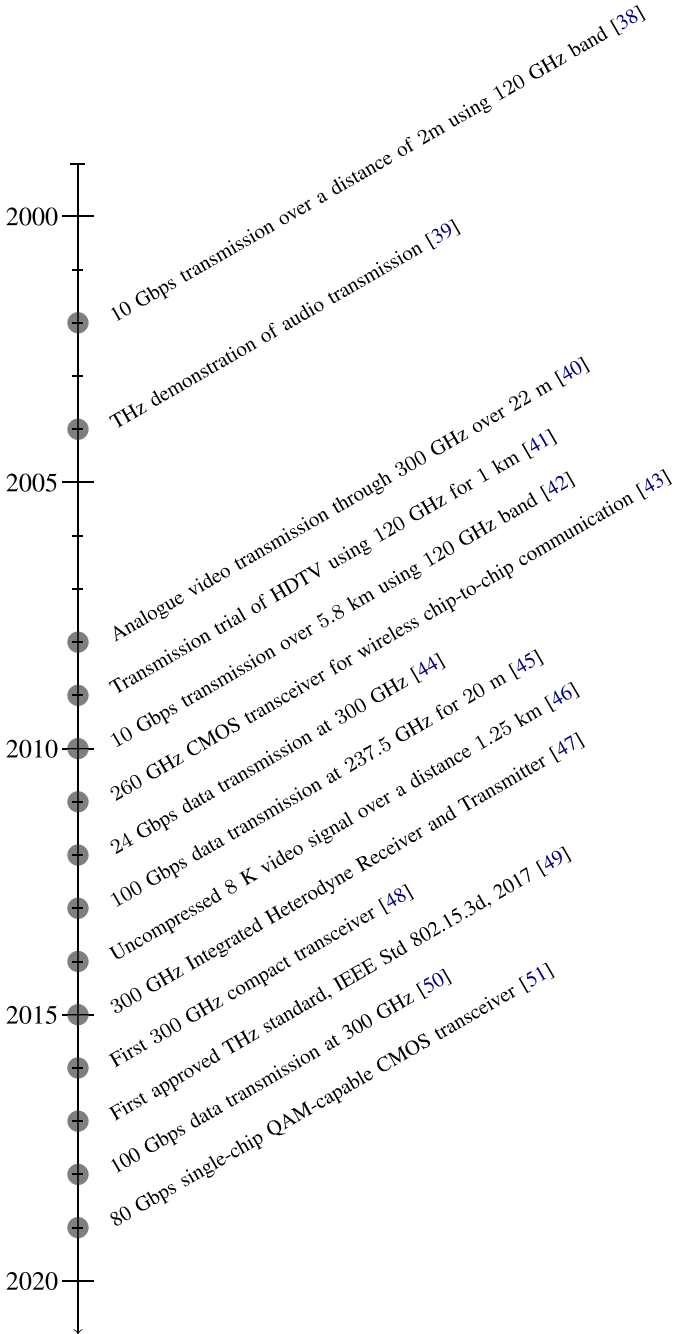 2000
10 Gbps transmission over a distance of 2m using 120 GHz band [38]
THz demonstration of audio transmission [39]
2005
Analogue video transmission through 300 GHz over 22 m [40]
Transmission trial of HDTV using 120 GHz for 1 km [41]
2010
10 Gbps transmission over 5.8 km using 120 GHz band [42]
260 GHz CMOS transceiver for wireless chip-to-chip communication [43]
24 Gbps data transmission at 300 GHz [44]
100 Gbps data transmission at 237.5 GHz for 20 m [45]
Uncompressed 8 K video signal over a distance 1.25 km [46]
2015
300 GHz Integrated Heterodyne Receiver and Transmitter [47]
First 300 GHz compact transceiver [48]
First approved THz standard, IEEE Std 802.15.3d, 2017 [49]
100 Gbps data transmission at 300 GHz [50]
80 Gbps single-chip QAM-capable CMOS transceiver [51]
2020